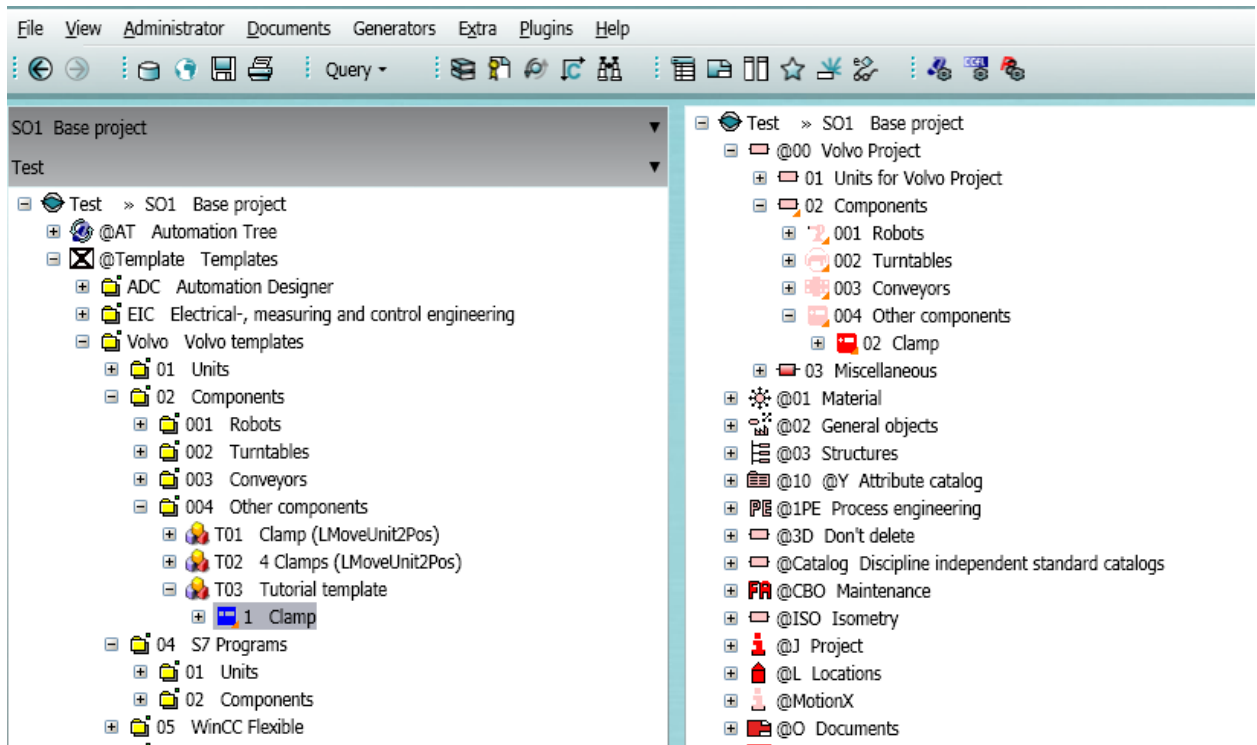 File View Administrator Documents Generators Extra Plugins Help
Query
SO1 Base project
Test
Test » SO1 Base project
@AT Automation Tree
@Template Templates
ADC Automation Designer
EIC Electrical-, measuring and control engineering
Volvo Volvo templates
01 Units
02 Components
001 Robots
002 Turntables
003 Conveyors
004 Other components
T01 Clamp (LMoveUnit2Pos)
T02 4 Clamps (LMoveUnit2Pos)
T03 Tutorial template
1 Clamp
04 S7 Programs
01 Units
02 Components
05 WinCC Flexible
Test » SO1 Base project
@00 Volvo Project
01 Units for Volvo Project
02 Components
001 Robots
002 Turntables
003 Conveyors
004 Other components
02 Clamp
03 Miscellaneous
@01 Material
@02 General objects
@03 Structures
@10 @Y Attribute catalog
@1PE Process engineering
@3D Don't delete
@Catalog Discipline independent standard catalogs
@CBO Maintenance
@ISO Isometry
@J Project
@L Locations
@MotionX
@O Documents